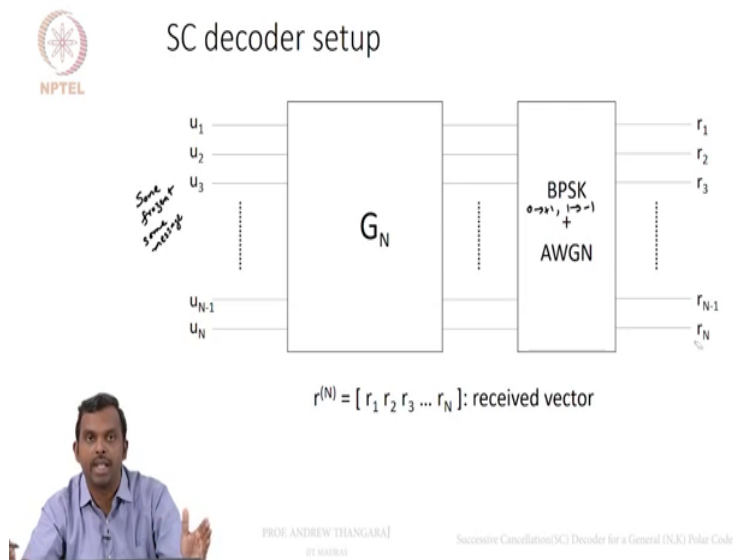 SC decoder setup
NPTEL
u1
u2
u3
some
frozen +
some
message
uN-1
uN
GN
BPSK
0→+1, 1→-1
+
AWGN
r1
r2
r3
rN-1
rN
r(N) = [ r1 r2 r3 ... rN ]: received vector
PROF. ANDREW THANGARAJ
IIT MADRAS
Successive Cancellation(SC) Decoder for a General (N,K) Polar Code